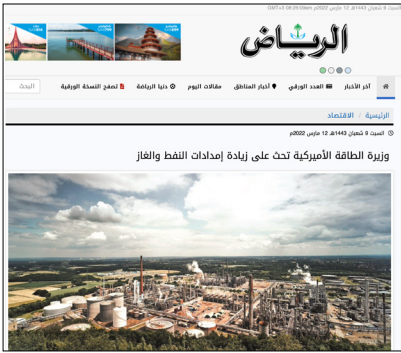 السبت 9 شعبان 1443هـ 12 مارس 2022م
الرياض
آخر الأخبار العدد الورقي أخبار المناطق مقالات اليوم دنيا الرياضة تصفح النسخة الورقية البحث
الرئيسية / الاقتصاد
السبت 9 شعبان 1443هـ 12 مارس 2022م
وزيرة الطاقة الأميركية تحث على زيادة إمدادات النفط والغاز